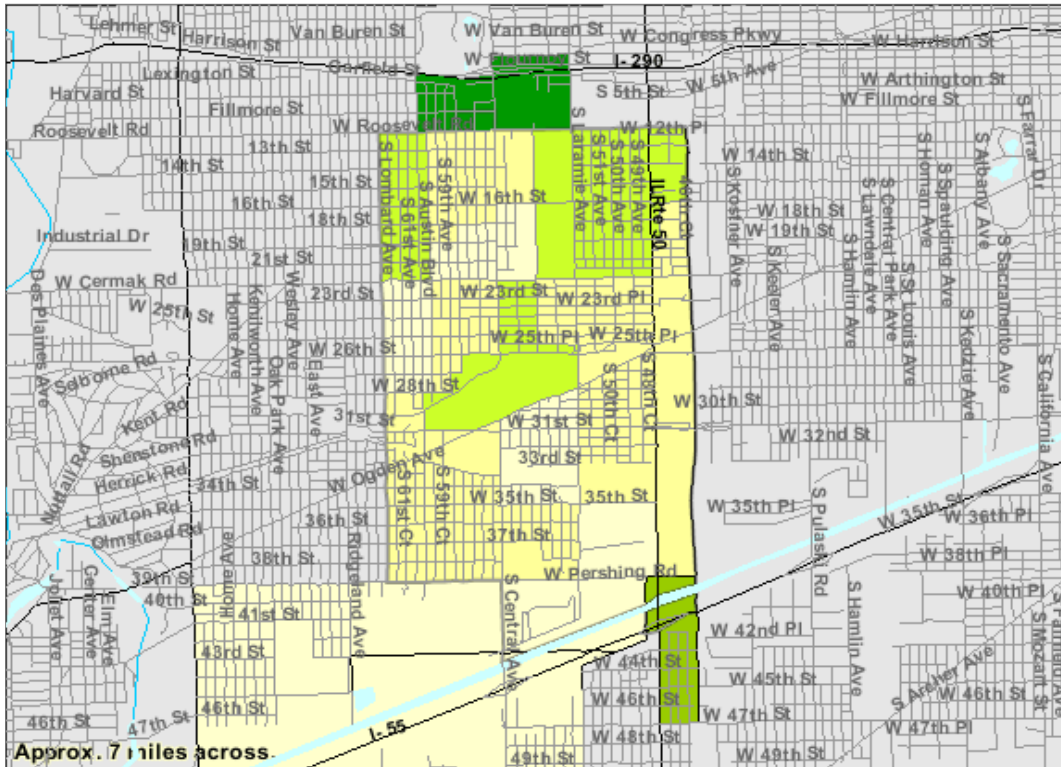 Lehmer St
Harrison St
Van Buren St
W Van Buren St
W Congress Pkwy
W Harrison St
Lexington St
Garfield St
I- 290
W 5th Ave
Harvard St
Fillmore St
S 5th St
W Arthington St
W Fillmore St
Roosevelt Rd
W Roosevelt Rd
W 12th Pl
S Farrar Dr
13th St
14th St
15th St
16th St
18th St
19th St
21st St
Industrial Dr
W Cermak Rd
23rd St
W 25th St
W 26th St
W 28th St
31st St
S Lombard Ave
S 61st Ave
S Austin Blvd
S 59th Ave
W 16th St
S Laramie Ave
S 51st Ave
S 50th Ave
S 49th Ave
ILRte 50
46th Ct
W 14th St
S Kostner Ave
W 18th St
W 19th St
S Keeler Ave
S Hamlin Ave
S Lawndale Ave
S Central Park Ave
S St Louis Ave
S Homan Ave
S Spaulding Ave
S Albany Ave
S Kedzie Ave
S Sacramento Ave
S California Ave
Des Plaines Ave
Home Ave
Kenilworth Ave
Wesley Ave
Oak Park Ave
East Ave
W 23rd St
W 23rd Pl
W 25th Pl
W 25th Pl
S 48th Ct
S 50th Ct
W 30th St
W 31st St
W 32nd St
33rd St
Selborne Rd
Kent Rd
Shenstone Rd
Herrick Rd
Nuttall Rd
Lawton Rd
Olmstead Rd
34th St
W Ogden Ave
36th St
38th St
39th S
S 61st Ct
S 59th Ct
W 35th St
35th St
37th St
W 35th Pl
S Pulaski Rd
W 35th St
W 36th Pl
W 38th Pl
W Pershing Rd
W 40th Pl
40th St
41st St
43rd St
46th St
46th St
47th St
Joliet Ave
Center Ave
Elm Ave
Home Ave
Ridgeland Ave
S Central Ave
W 42nd Pl
S Hamlin Ave
W 44th St
W 45th St
W 46th St
W 46th St
S Archer Ave
S Mozart St
W 47th St
W 47th Pl
W 48th St
49th St
W 49th St
I- 55
Approx. 7 miles across.